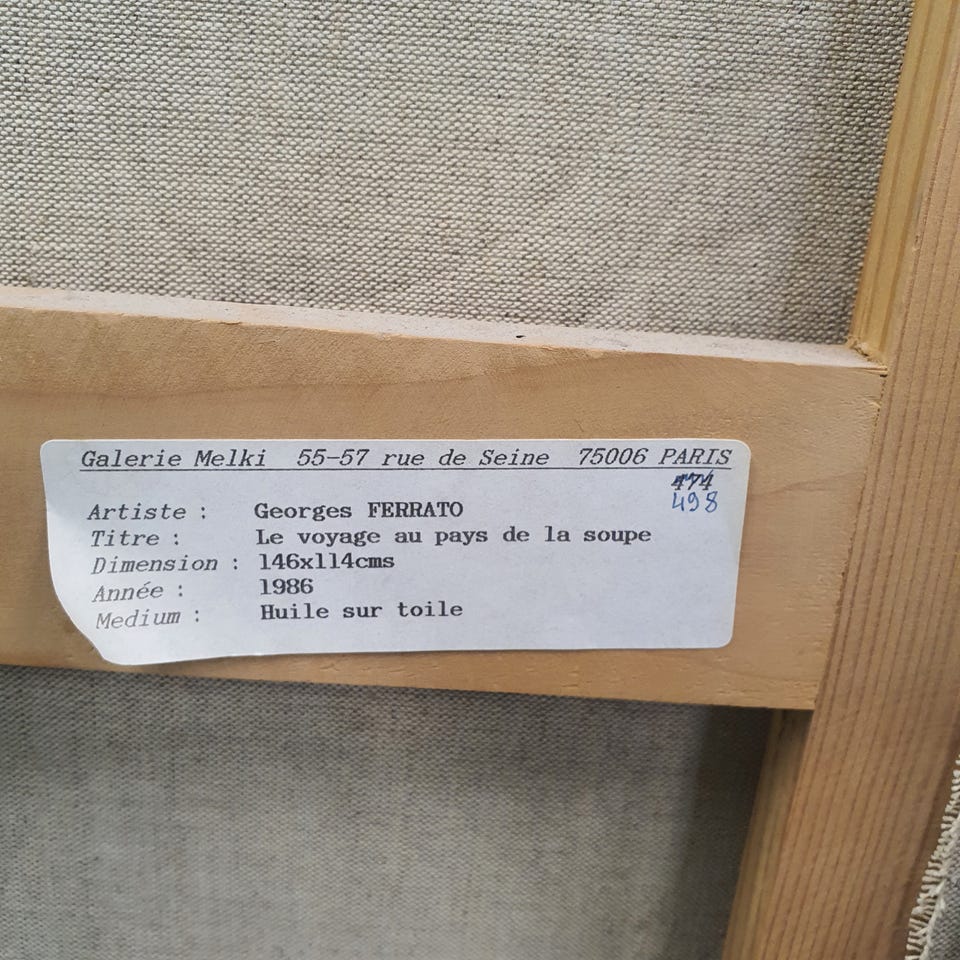 Galerie Melki 55-57 rue de Seine 75006 PARIS
474
498
Artiste : Georges FERRATO
Titre : Le voyage au pays de la soupe
Dimension : 146x114cms
Année : 1986
Medium : Huile sur toile